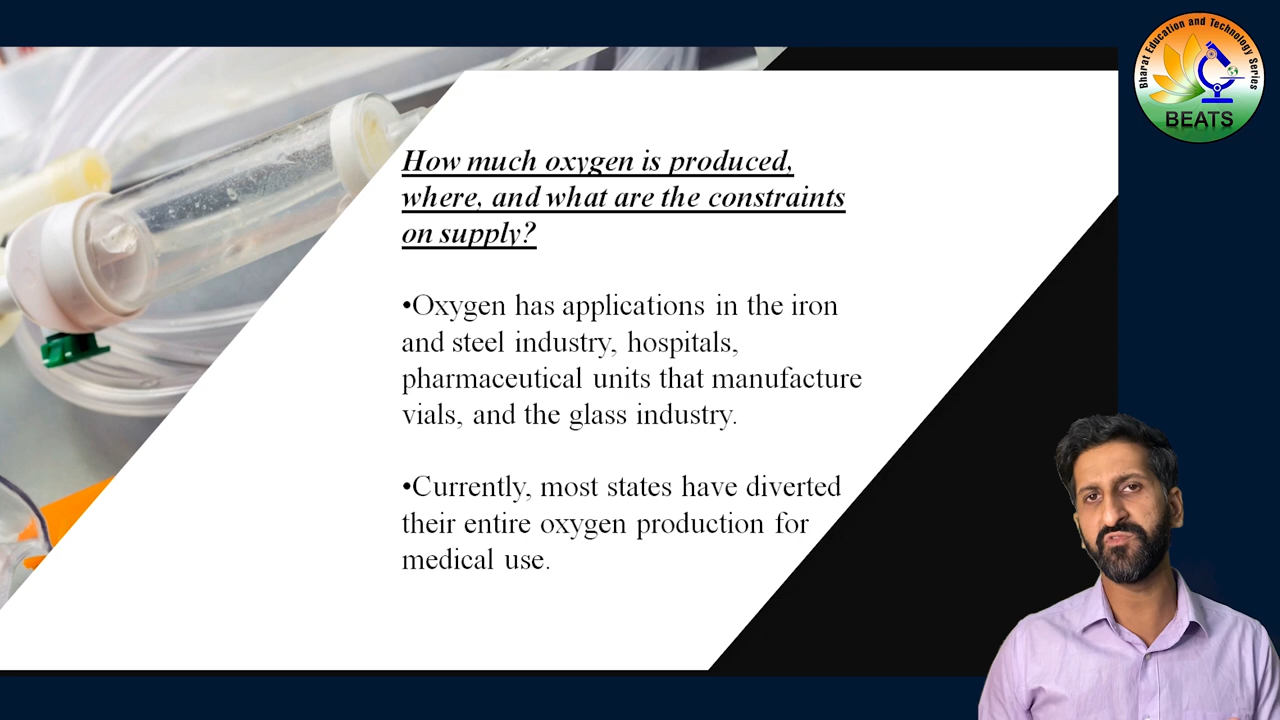 How much oxygen is produced,
where, and what are the constraints
on supply?
•Oxygen has applications in the iron
and steel industry, hospitals,
pharmaceutical units that manufacture
vials, and the glass industry.
•Currently, most states have diverted
their entire oxygen production for
medical use.
Bharat Education and Technology Series
BEATS